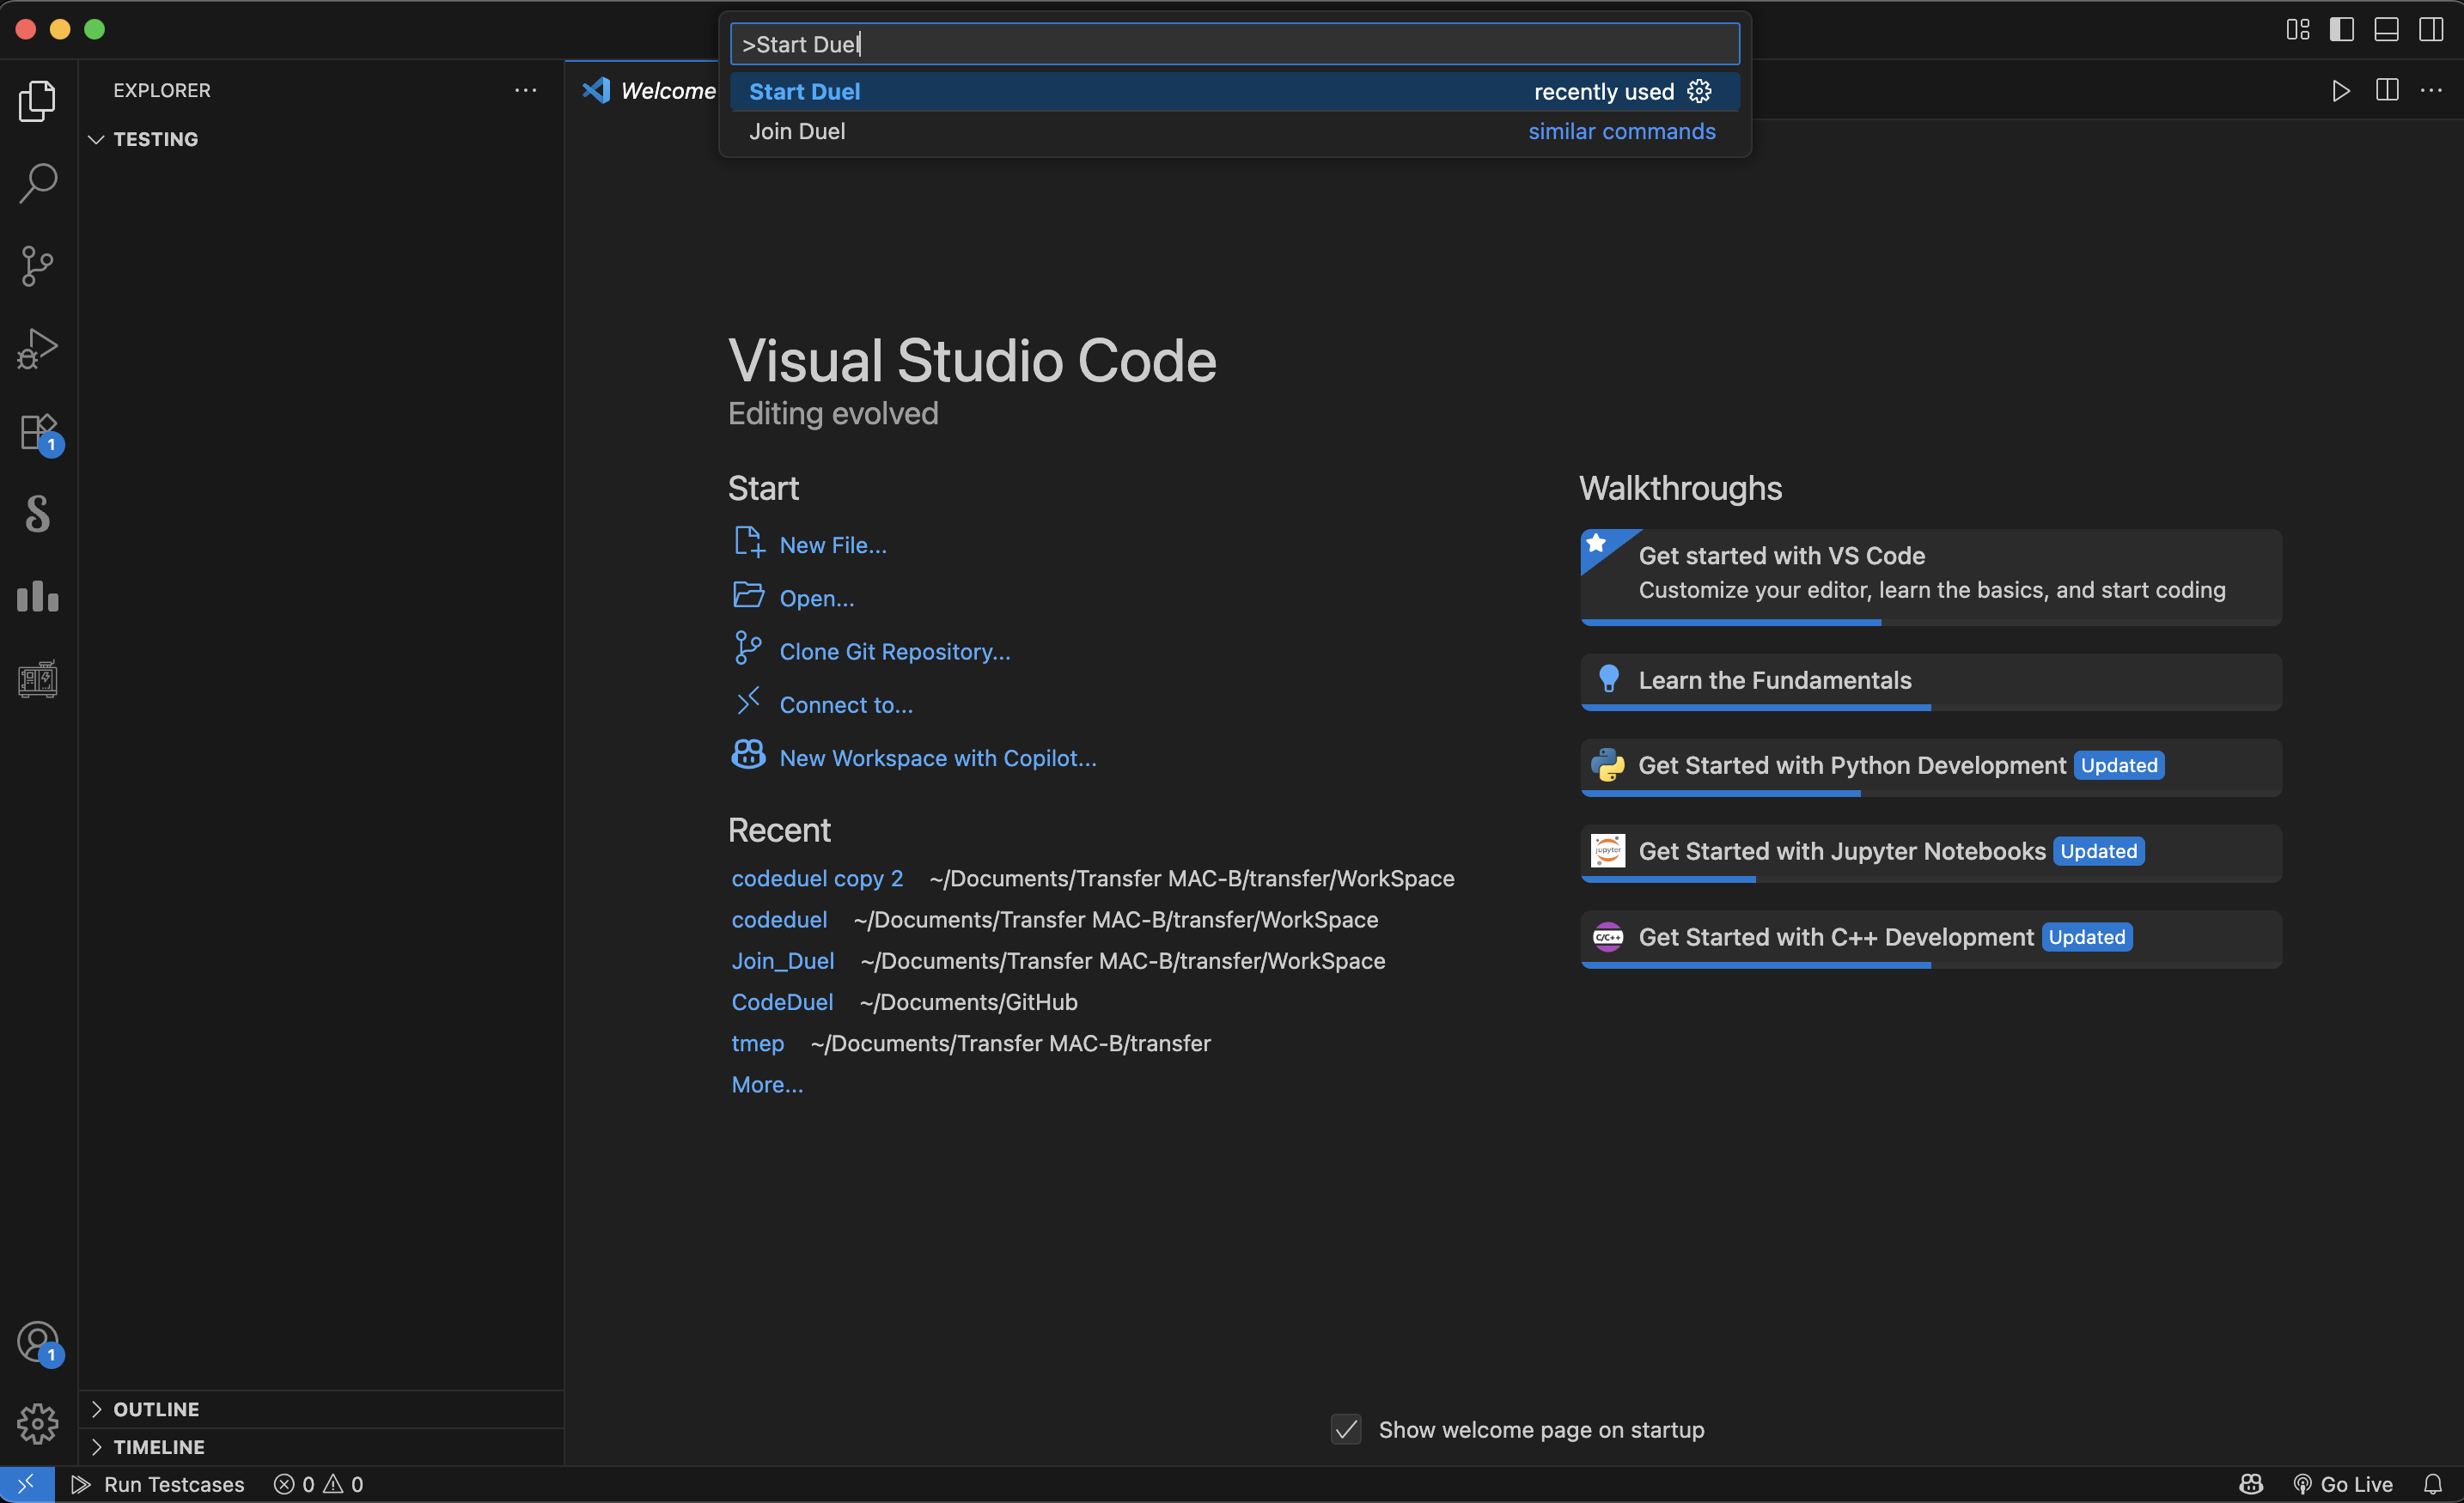 >Start Duel
Start Duel recently used
Join Duel similar commands
EXPLORER
Welcome
TESTING
Visual Studio Code
Editing evolved
Start
New File...
Open...
Clone Git Repository...
Connect to...
New Workspace with Copilot...
Recent
codeduel copy 2 ~/Documents/Transfer MAC-B/transfer/WorkSpace
codeduel ~/Documents/Transfer MAC-B/transfer/WorkSpace
Join_Duel ~/Documents/Transfer MAC-B/transfer/WorkSpace
CodeDuel ~/Documents/GitHub
tmep ~/Documents/Transfer MAC-B/transfer
More...
Walkthroughs
Get started with VS Code
Customize your editor, learn the basics, and start coding
Learn the Fundamentals
Get Started with Python Development Updated
jupyter
Get Started with Jupyter Notebooks Updated
C/C++
Get Started with C++ Development Updated
1
1
OUTLINE
TIMELINE
Show welcome page on startup
Run Testcases 0 0
Go Live